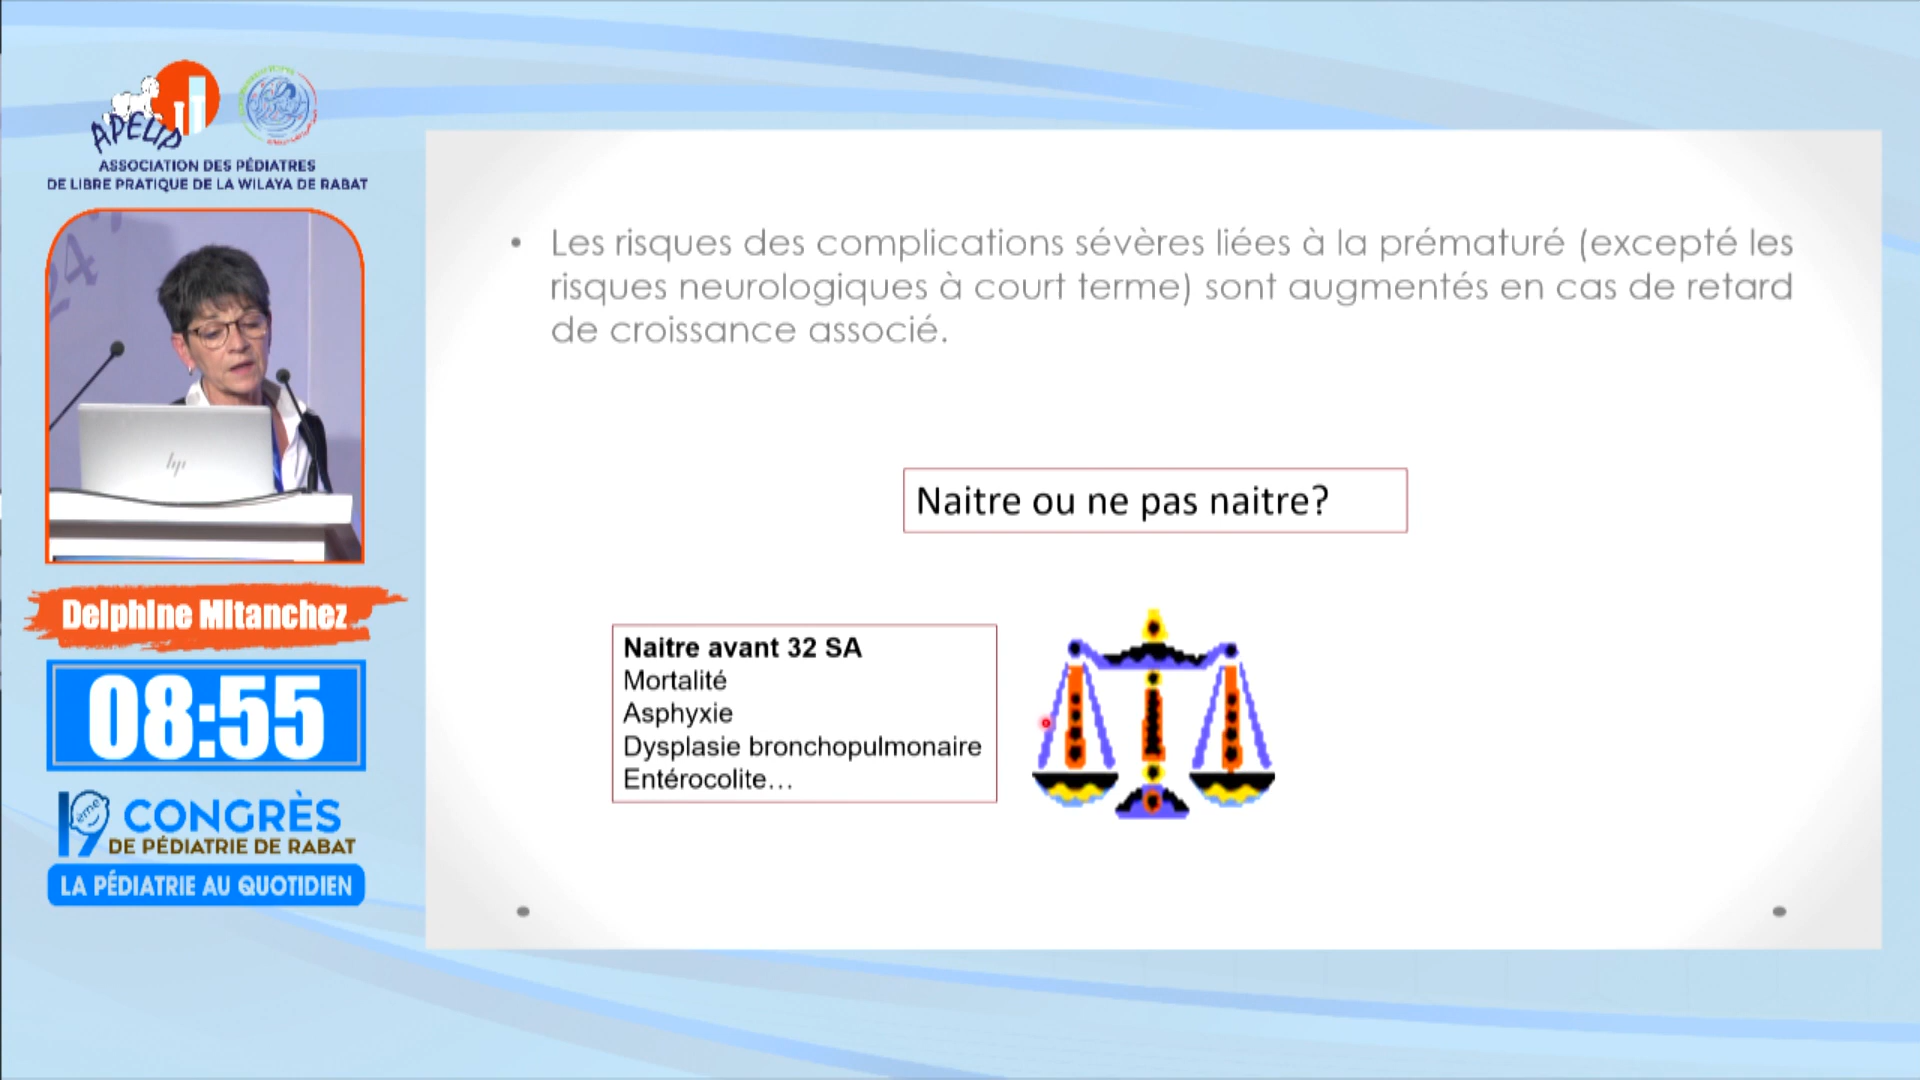 APELIP
ASSOCIATION DES PÉDIATRES
DE LIBRE PRATIQUE DE LA WILAYA DE RABAT
hp
Delphine Mitanchez
08:55
19ème CONGRÈS
DE PÉDIATRIE DE RABAT
LA PÉDIATRIE AU QUOTIDIEN
• Les risques des complications sévères liées à la prématuré (excepté les
risques neurologiques à court terme) sont augmentés en cas de retard
de croissance associé.
Naitre ou ne pas naitre?
Naitre avant 32 SA
Mortalité
Asphyxie
Dysplasie bronchopulmonaire
Entérocolite…